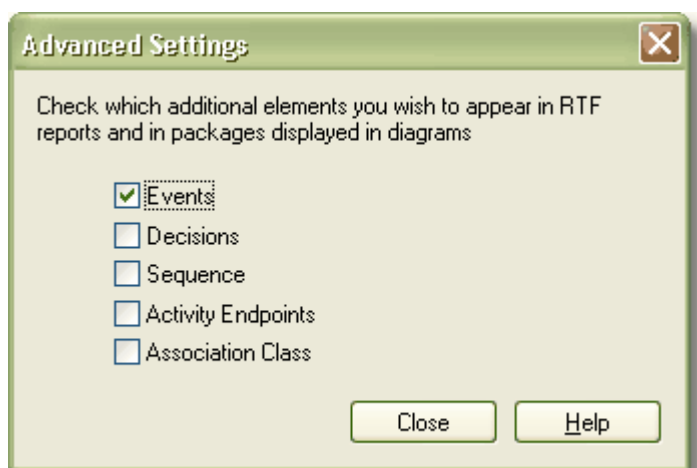 Advanced Settings
Check which additional elements you wish to appear in RTF
reports and in packages displayed in diagrams
Events
Decisions
Sequence
Activity Endpoints
Association Class
Close Help